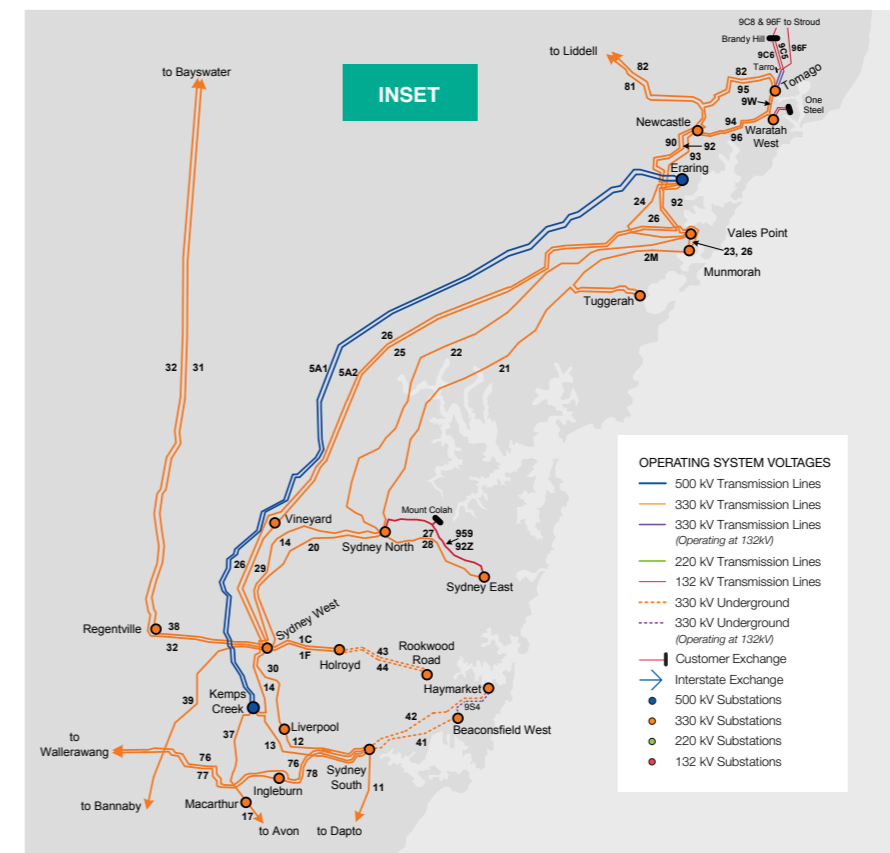 9C8 & 96F to Stroud
Brandy Hill
9C6
9C5
96F
Tarro
Tomago
to Liddell
82
81
82
95
9W
One
Steel
to Bayswater
INSET
Newcastle
94
96
Waratah
West
90
92
93
Eraring
24
92
26
Vales Point
23, 26
2M
Munmorah
Tuggerah
26
25
22
21
32
31
5A1
5A2
Vineyard
Mount Colah
14
20
Sydney North
27
28
959
92Z
Sydney East
26
29
Regentville
38
32
Sydney West
1C
1F
Holroyd
43
44
Rookwood
Road
30
14
Haymarket
39
Kemps
Creek
9S4
Liverpool
42
Beaconsfield West
37
13
12
41
to
Wallerawang
76
77
76
78
Sydney
South
Ingleburn
11
to Bannaby
Macarthur
17
to Avon
to Dapto
OPERATING SYSTEM VOLTAGES
500 kV Transmission Lines
330 kV Transmission Lines
330 kV Transmission Lines
(Operating at 132kV)
220 kV Transmission Lines
132 kV Transmission Lines
330 kV Underground
330 kV Underground
(Operating at 132kV)
Customer Exchange
Interstate Exchange
500 kV Substations
330 kV Substations
220 kV Substations
132 kV Substations